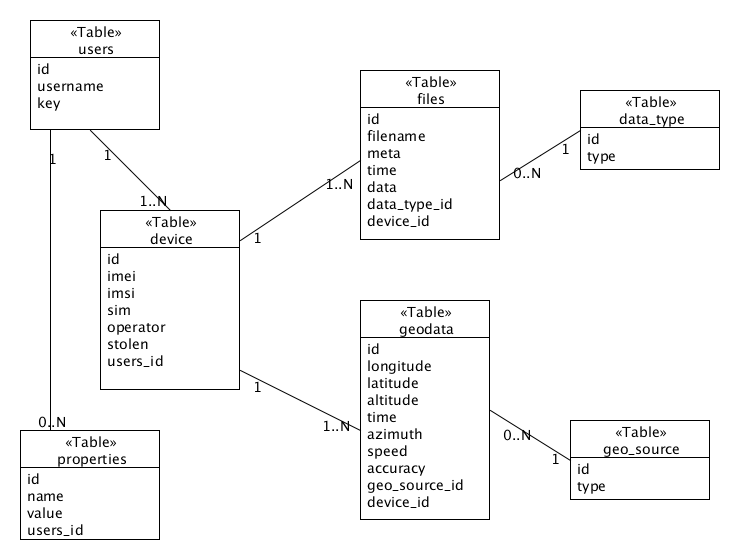 «Table»
users
id
username
key
1
1
1..N
0..N
«Table»
device
id
imei
imsi
sim
operator
stolen
users_id
1
1
«Table»
properties
id
name
value
users_id
«Table»
files
id
filename
meta
time
data
data_type_id
device_id
1..N
0..N
1
«Table»
data_type
id
type
«Table»
geodata
id
longitude
latitude
altitude
time
azimuth
speed
accuracy
geo_source_id
device_id
1..N
0..N
1
«Table»
geo_source
id
type